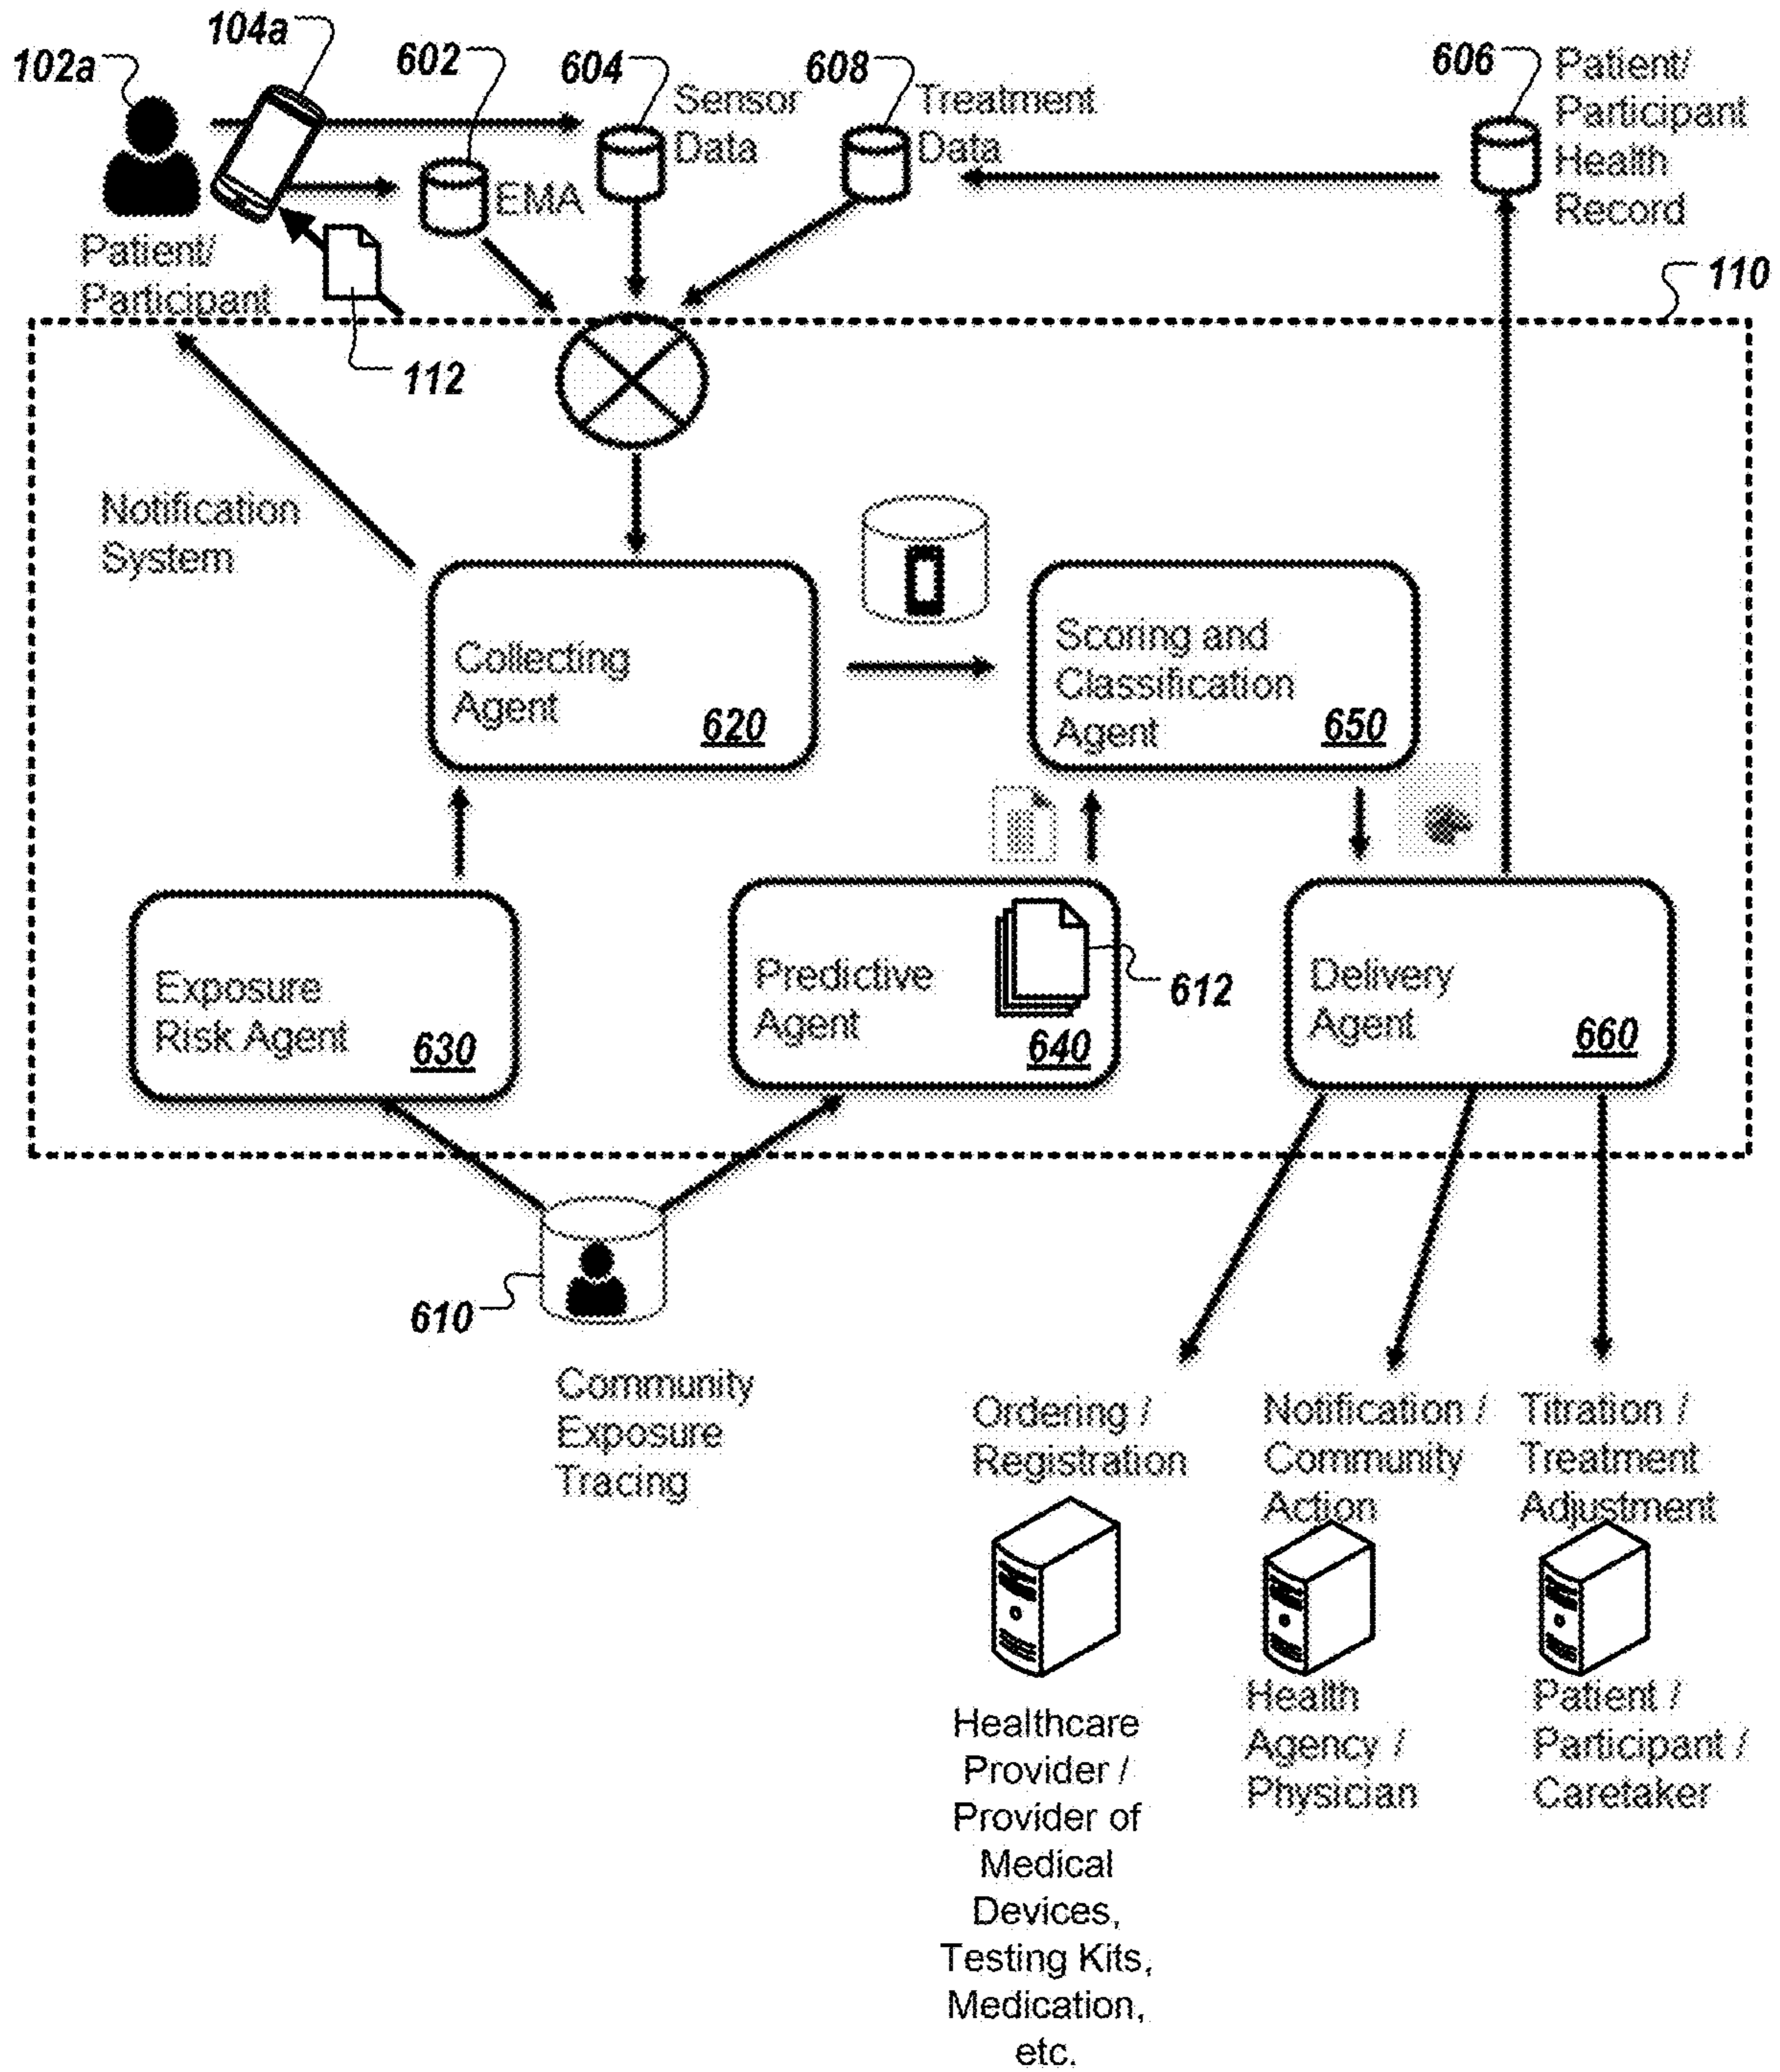 102a
104a
602
604
608
606
Sensor
Data
Treatment
Data
Patient/
Participant
Health
Record
EMA
Patient/
Participant
112
110
Notification
System
Collecting
Agent
620
Scoring and
Classification
Agent
650
Exposure
Risk Agent
630
Predictive
Agent
640
612
Delivery
Agent
660
610
Community
Exposure
Tracing
Ordering /
Registration
Notification /
Community
Action
Titration /
Treatment
Adjustment
Healthcare
Provider /
Provider of
Medical
Devices,
Testing Kits,
Medication,
etc.
Health
Agency /
Physician
Patient /
Participant /
Caretaker